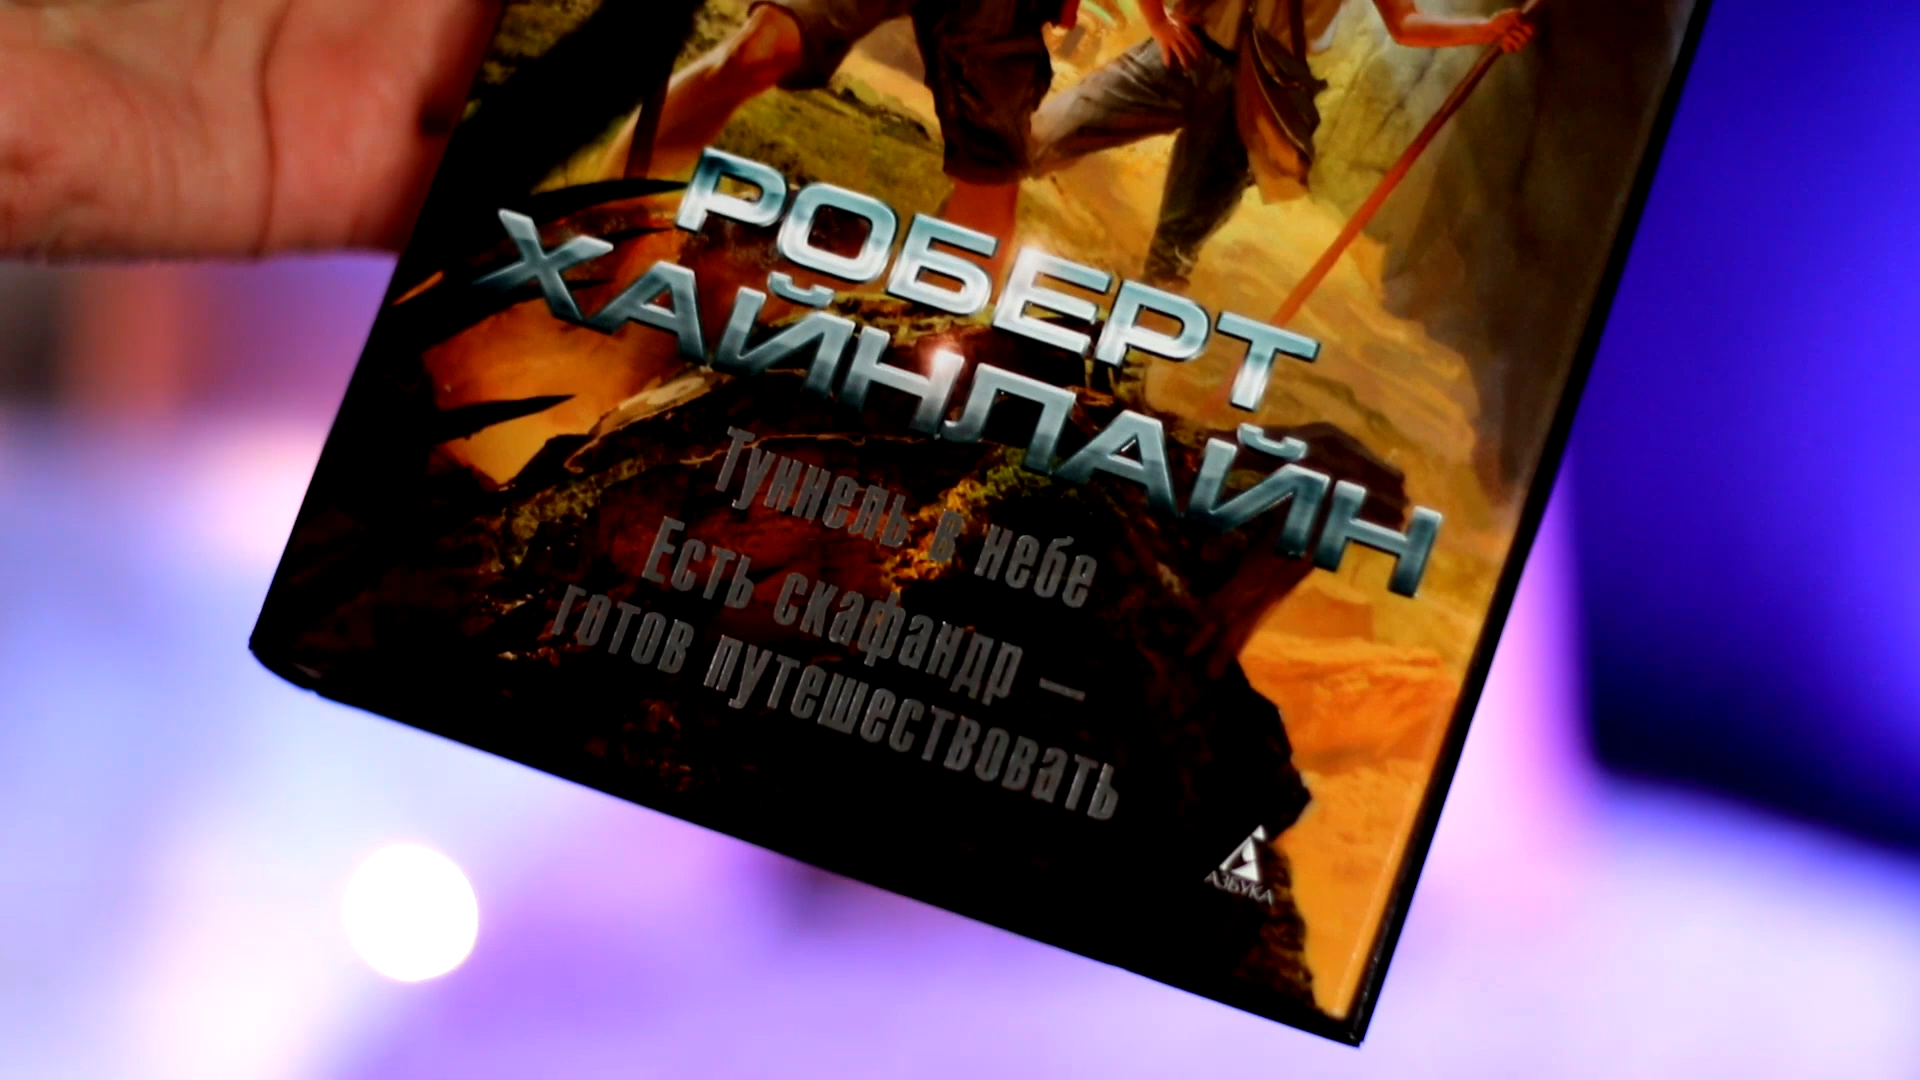 РОБЕРТ
ХАЙНЛАЙН
Туннель в небе
Есть скафандр —
готов путешествовать
АЗБУКА